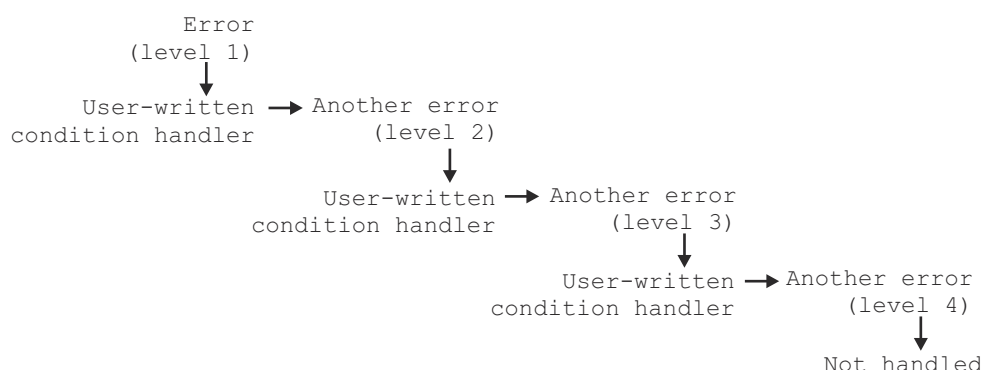 Error
(level 1)
User-written
condition handler
Another error
(level 2)
User-written
condition handler
Another error
(level 3)
User-written
condition handler
Another error
(level 4)
Not handled